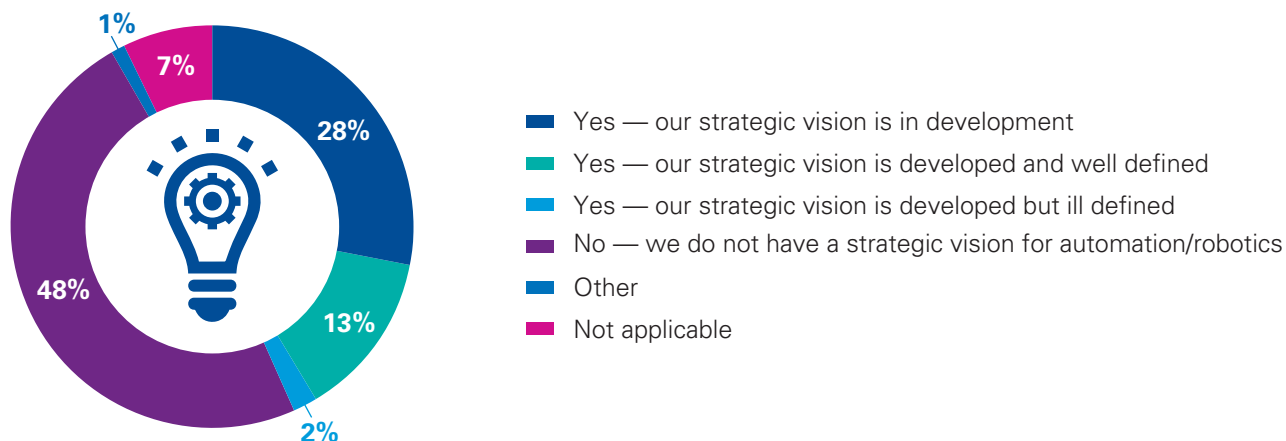 1%
7%
28%
48%
13%
2%
Yes — our strategic vision is in development
Yes — our strategic vision is developed and well defined
Yes — our strategic vision is developed but ill defined
No — we do not have a strategic vision for automation/robotics
Other
Not applicable